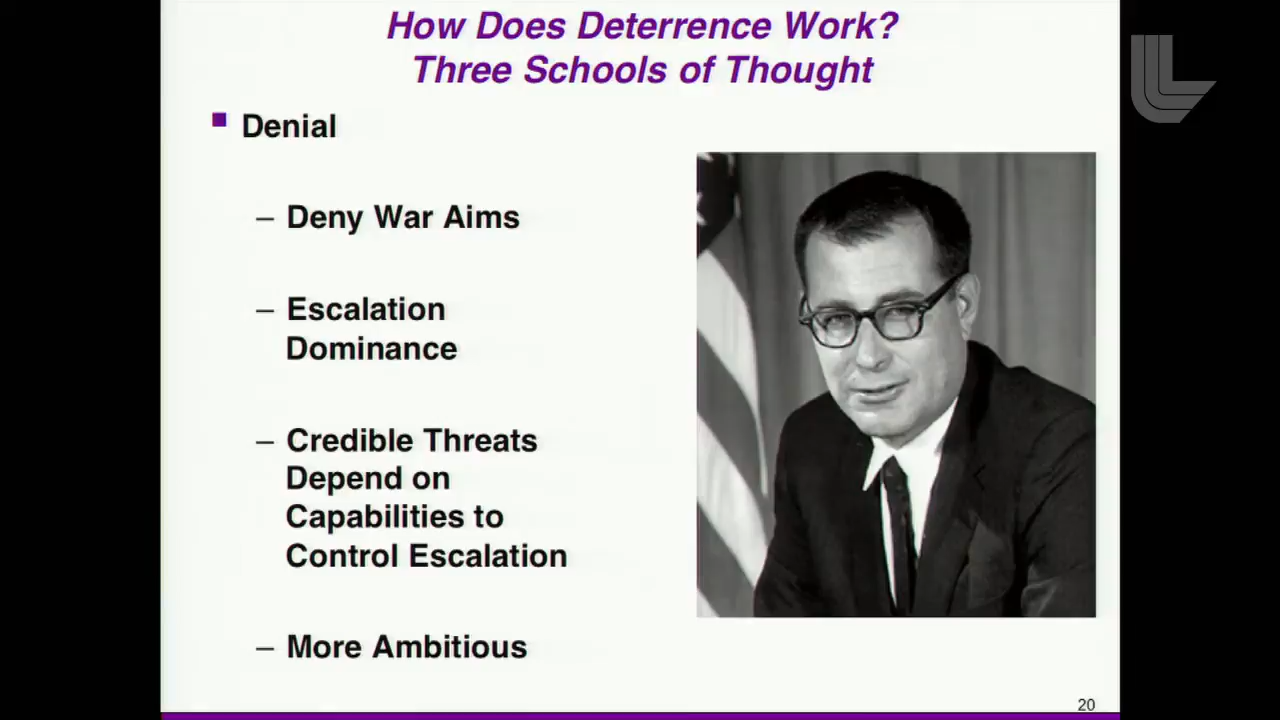 How Does Deterrence Work?
Three Schools of Thought
Denial
– Deny War Aims
– Escalation
Dominance
– Credible Threats
Depend on
Capabilities to
Control Escalation
– More Ambitious
20